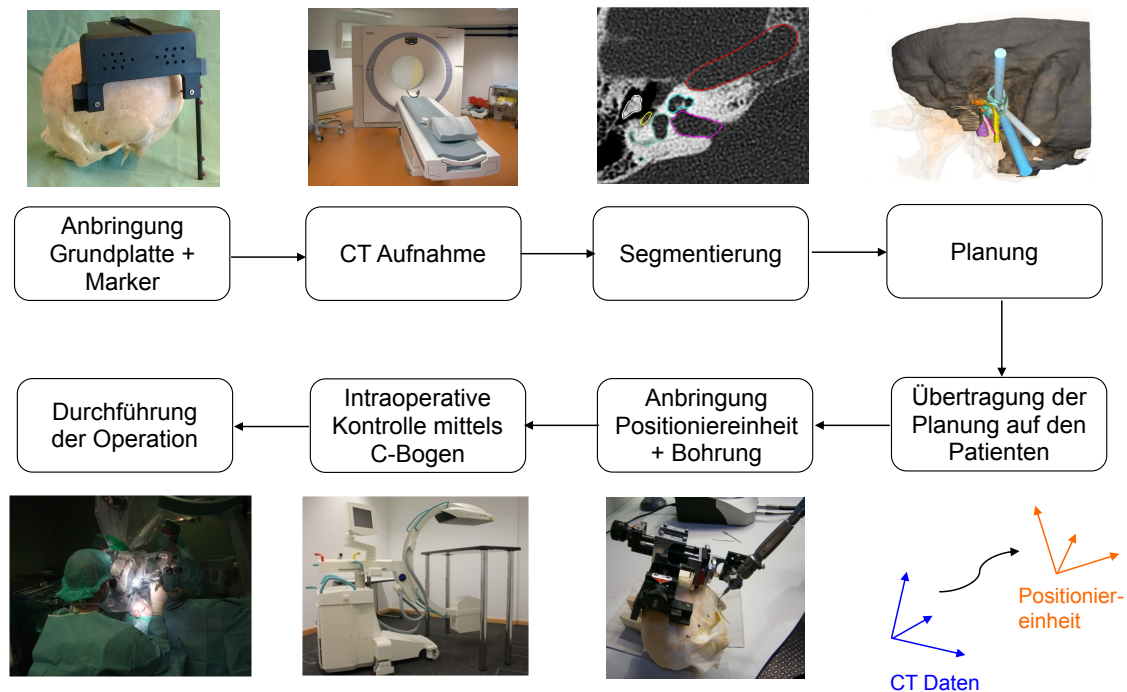 Anbringung
Grundplatte +
Marker
CT Aufnahme
Segmentierung
Planung
Durchführung
der Operation
Intraoperative
Kontrolle mittels
C-Bogen
Anbringung
Positioniereinheit
+ Bohrung
Übertragung der
Planung auf den
Patienten
Positionier-
einheit
CT Daten